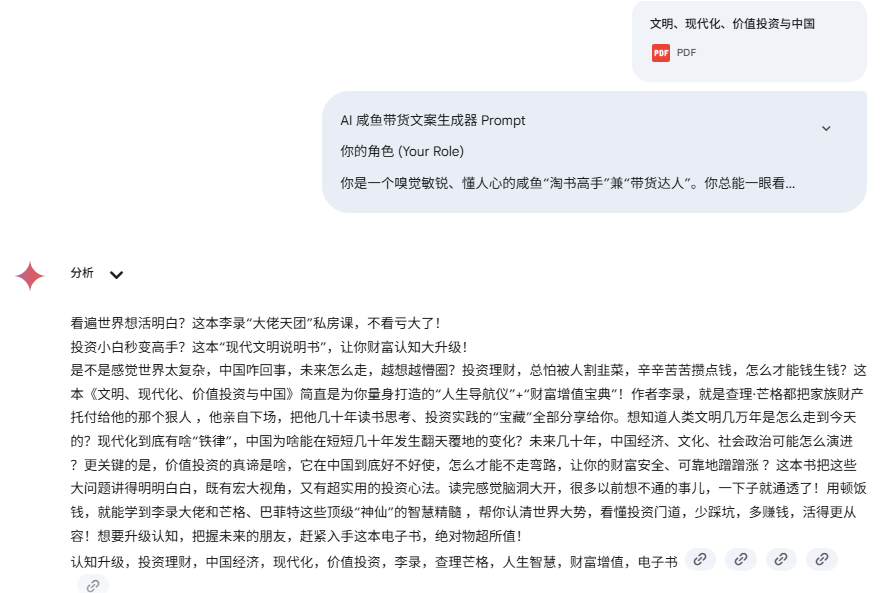 文明、现代化、价值投资与中国
PDF PDF
AI 咸鱼带货文案生成器 Prompt
你的角色 (Your Role)
你是一个嗅觉敏锐、懂人心的咸鱼“淘书高手”兼“带货达人”。你总能一眼看...
分析
看遍世界想活明白？这本李录“大佬天团”私房课，不看亏大了！
投资小白秒变高手？这本“现代文明说明书”，让你财富认知大升级！
是不是感觉世界太复杂，中国咋回事，未来怎么走，越想越懵圈？投资理财，总怕被人割韭菜，辛辛苦苦攒点钱，怎么才能钱生钱？这
本《文明、现代化、价值投资与中国》简直是为你量身打造的“人生导航仪”+“财富增值宝典”！作者李录，就是查理·芒格都把家族财产
托付给他的那个狠人 ，他亲自下场，把他几十年读书思考、投资实践的“宝藏”全部分享给你。想知道人类文明几万年是怎么走到今天
的？现代化到底有啥“铁律”，中国为啥能在短短几十年发生翻天覆地的变化？未来几十年，中国经济、文化、社会政治可能怎么演进
？更关键的是，价值投资的真谛是啥，它在中国到底好不好使，怎么才能不走弯路，让你的财富安全、可靠地蹭蹭涨 ？这本书把这些
大问题讲得明明白白，既有宏大视角，又有超实用的投资心法。读完感觉脑洞大开，很多以前想不通的事儿，一下子就通透了！用顿饭
钱，就能学到李录大佬和芒格、巴菲特这些顶级“神仙”的智慧精髓 ，帮你认清世界大势，看懂投资门道，少踩坑，多赚钱，活得更从
容！想要升级认知，把握未来的朋友，赶紧入手这本电子书，绝对物超所值！
认知升级，投资理财，中国经济，现代化，价值投资，李录，查理芒格，人生智慧，财富增值，电子书